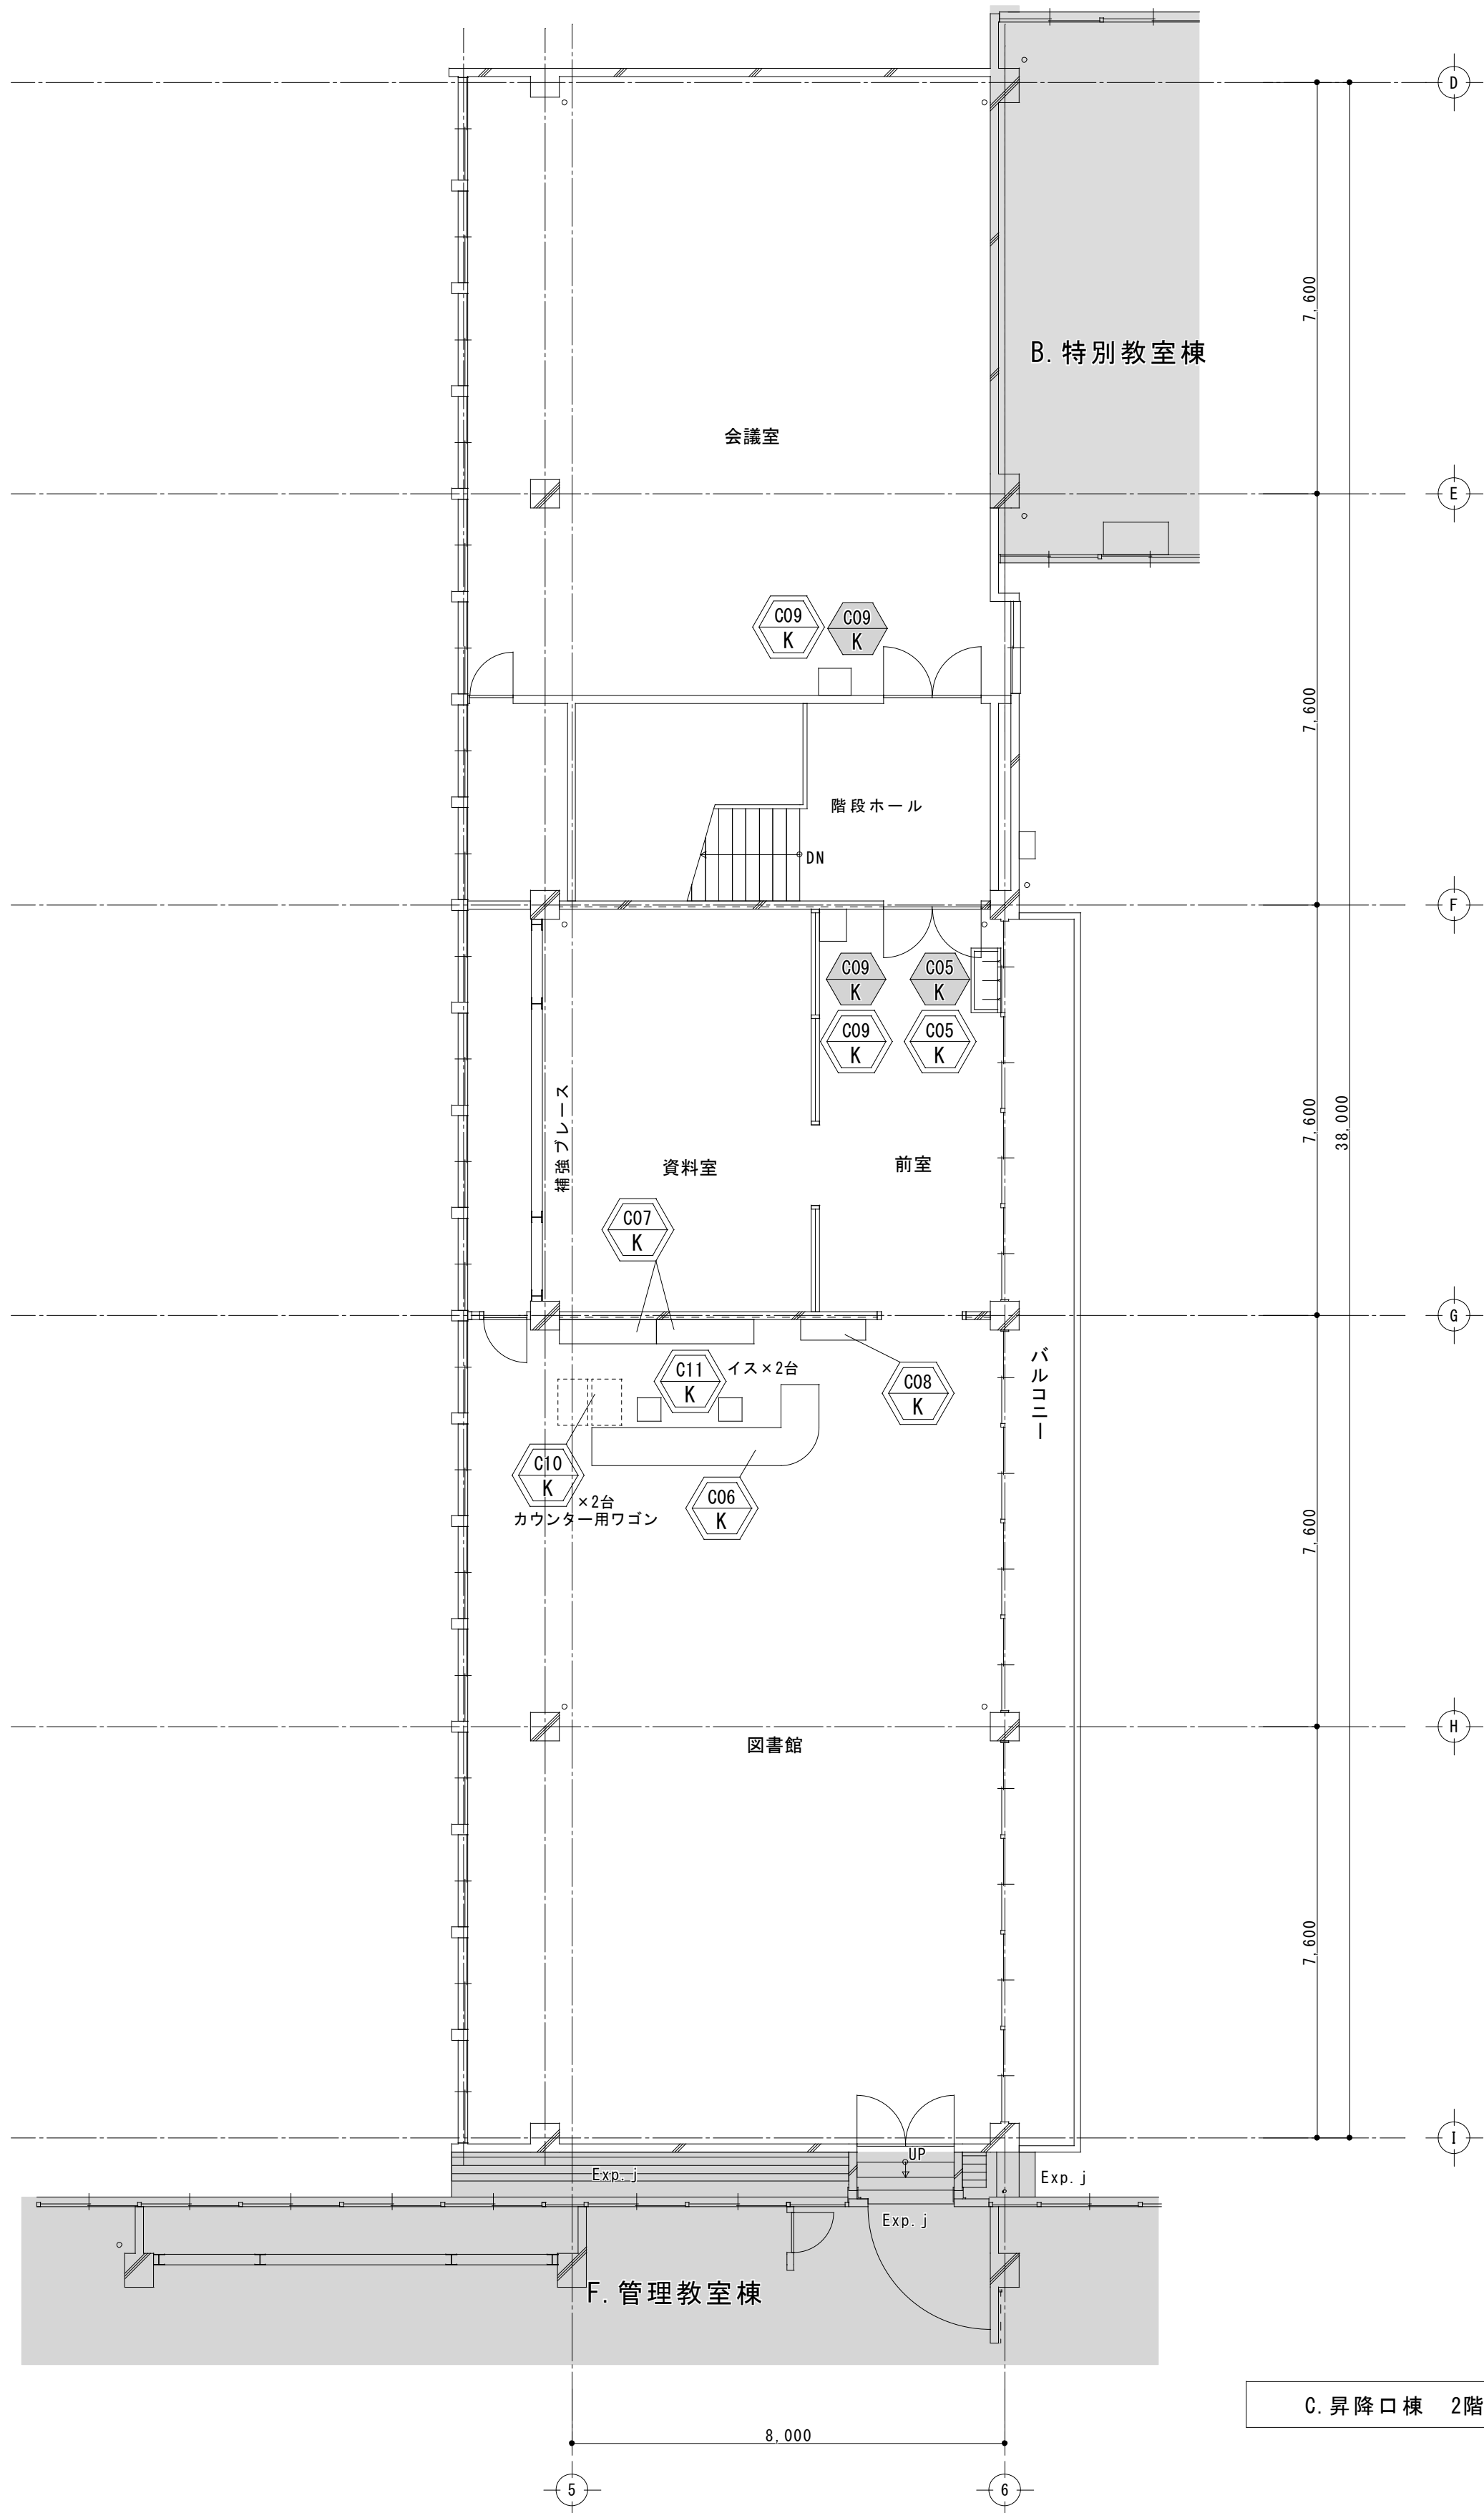 D
7,600
B.特別教室棟
会議室
E
C09
K
C09
K
7,600
階段ホール
DN
F
C09
K
C05
K
C09
K
C05
K
補強ブレース
7,600
38,000
資料室
前室
C07
K
G
バルコニー
C11
K
イス×2台
C08
K
C10
K
×2台
カウンター用ワゴン
C06
K
7,600
H
図書館
7,600
I
UP
Exp.j
Exp.j
Exp.j
F.管理教室棟
C.昇降口棟 2階
8,000
5
6